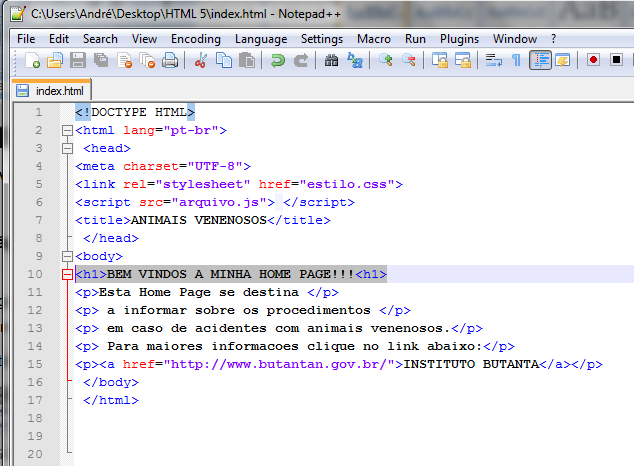 C:\Users\André\Desktop\HTML 5\index.html - Notepad++
File Edit Search View Encoding Language Settings Macro Run Plugins Window ?
index.html
1 <!DOCTYPE HTML>
2 <html lang="pt-br">
3 <head>
4 <meta charset="UTF-8">
5 <link rel="stylesheet" href="estilo.css">
6 <script src="arquivo.js"> </script>
7 <title>ANIMAIS VENENOSOS</title>
8 </head>
9 <body>
10 <h1>BEM VINDOS A MINHA HOME PAGE!!!<h1>
11 <p>Esta Home Page se destina </p>
12 <p> a informar sobre os procedimentos </p>
13 <p> em caso de acidentes com animais venenosos.</p>
14 <p> Para maiores informacoes clique no link abaixo:</p>
15 <p><a href="http://www.butantan.gov.br/">INSTITUTO BUTANTA</a></p>
16 </body>
17 </html>
18
19
20